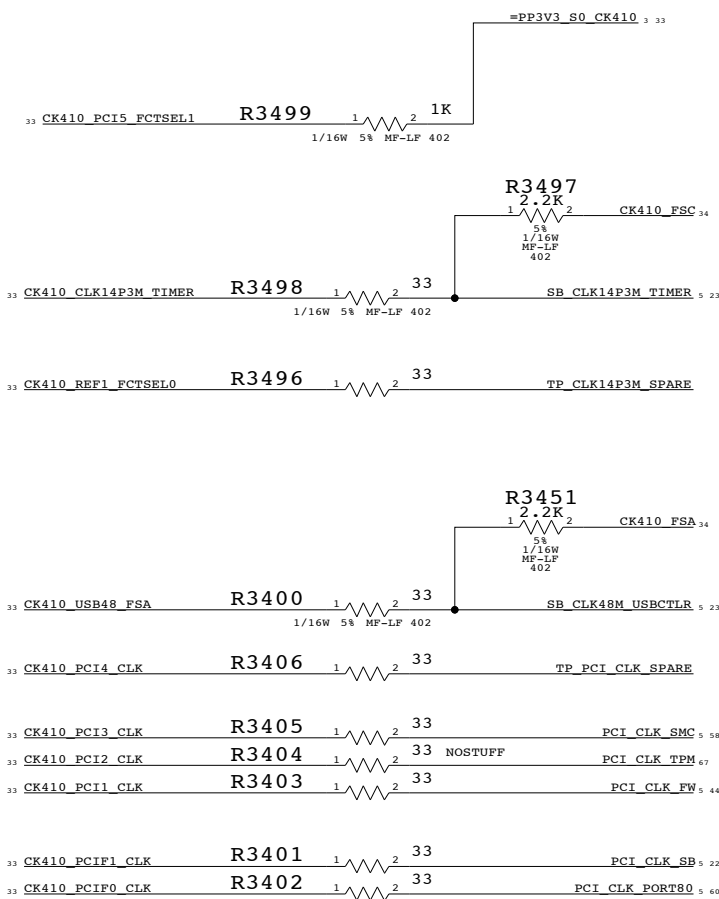 =PP3V3_S0_CK410 3 33
33 CK410_PCI5_FCTSEL1 R3499 1 2 1K
1/16W 5% MF-LF 402
R3497
2.2K
1 2 CK410_FSC 34
5%
1/16W
MF-LF
402
33 CK410_CLK14P3M_TIMER R3498 1 2 33 SB_CLK14P3M_TIMER 5 23
1/16W 5% MF-LF 402
33 CK410_REF1_FCTSEL0 R3496 1 2 33 TP_CLK14P3M_SPARE
R3451
2.2K
1 2 CK410_FSA 34
5%
1/16W
MF-LF
402
33 CK410_USB48_FSA R3400 1 2 33 SB_CLK48M_USBCTLR 5 23
1/16W 5% MF-LF 402
33 CK410_PCI4_CLK R3406 1 2 33 TP_PCI_CLK_SPARE
33 CK410_PCI3_CLK R3405 1 2 33 PCI_CLK_SMC 5 58
33 CK410_PCI2_CLK R3404 1 2 33 NOSTUFF PCI_CLK_TPM 67
33 CK410_PCI1_CLK R3403 1 2 33 PCI_CLK_FW 5 44
33 CK410_PCIF1_CLK R3401 1 2 33 PCI_CLK_SB 5 22
33 CK410_PCIF0_CLK R3402 1 2 33 PCI_CLK_PORT80 5 60